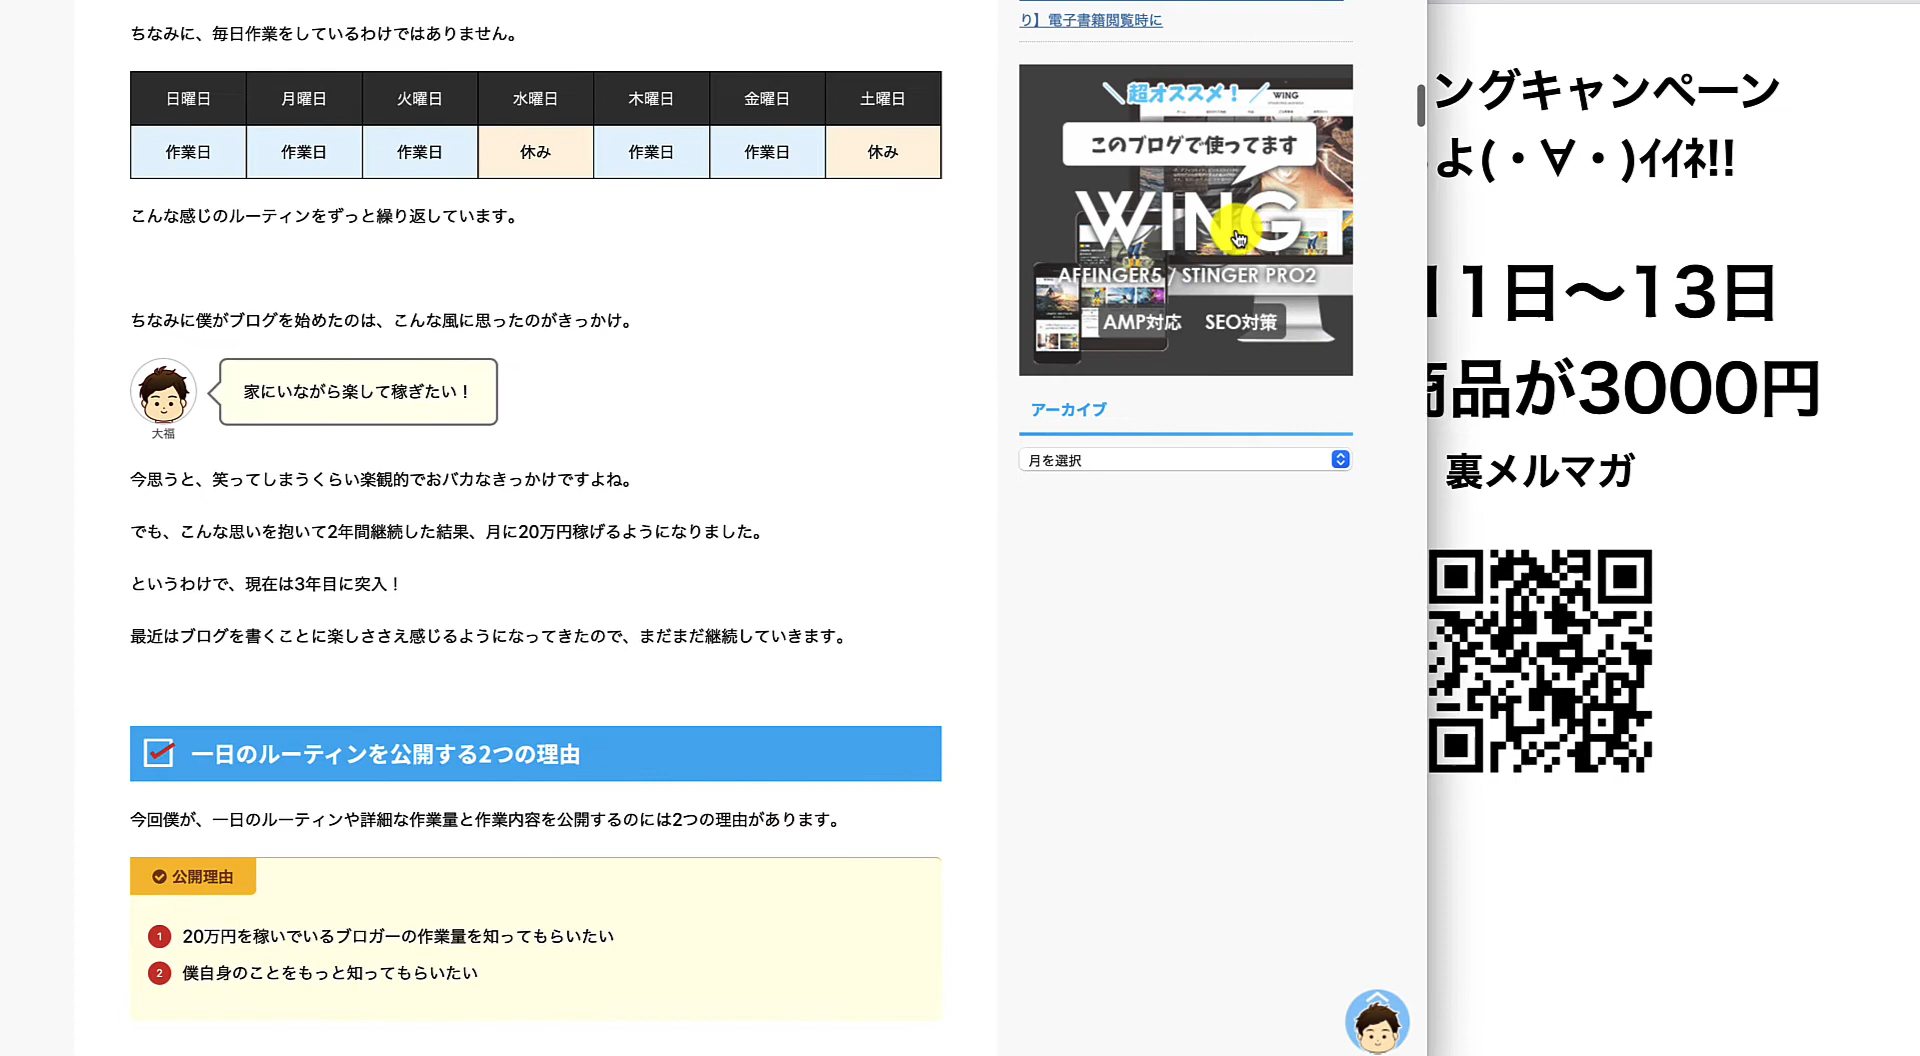 ちなみに、毎日作業をしているわけではありません。
日曜日 月曜日 火曜日 水曜日 木曜日 金曜日 土曜日
作業日 作業日 作業日 休み 作業日 作業日 休み
こんな感じのルーティンをずっと繰り返しています。
ちなみに僕がブログを始めたのは、こんな風に思ったのがきっかけ。
家にいながら楽して稼ぎたい！
大福
今思うと、笑ってしまうくらい楽観的でおバカなきっかけですよね。
でも、こんな思いを抱いて2年間継続した結果、月に20万円稼げるようになりました。
というわけで、現在は3年目に突入！
最近はブログを書くことに楽しささえ感じるようになってきたので、まだまだ継続していきます。
一日のルーティンを公開する2つの理由
今回僕が、一日のルーティンや詳細な作業量と作業内容を公開するのには2つの理由があります。
公開理由
1 20万円を稼いでいるブロガーの作業量を知ってもらいたい
2 僕自身のことをもっと知ってもらいたい
り】電子書籍閲覧時に
超オススメ！
WING
このブログで使ってます
WING
AFFINGER5 / STINGER PRO2
AMP対応 SEO対策
アーカイブ
月を選択
ングキャンペーン
よ(・∀・)ｲｲﾈ!!
11日〜13日
商品が3000円
裏メルマガ